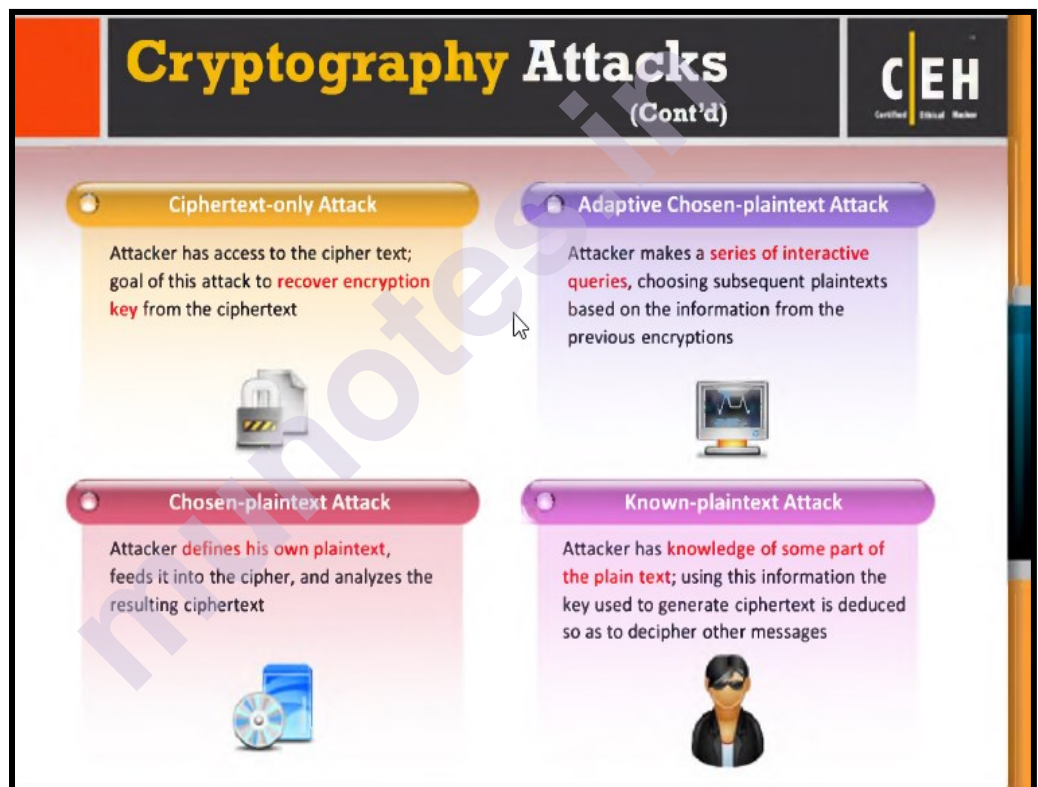 Cryptography Attacks
(Cont'd)
C|EH
Certified Ethical Hacker
Ciphertext-only Attack
Attacker has access to the cipher text;
goal of this attack to recover encryption
key from the ciphertext
Adaptive Chosen-plaintext Attack
Attacker makes a series of interactive
queries, choosing subsequent plaintexts
based on the information from the
previous encryptions
Chosen-plaintext Attack
Attacker defines his own plaintext,
feeds it into the cipher, and analyzes the
resulting ciphertext
Known-plaintext Attack
Attacker has knowledge of some part of
the plain text; using this information the
key used to generate ciphertext is deduced
so as to decipher other messages
munotes.in